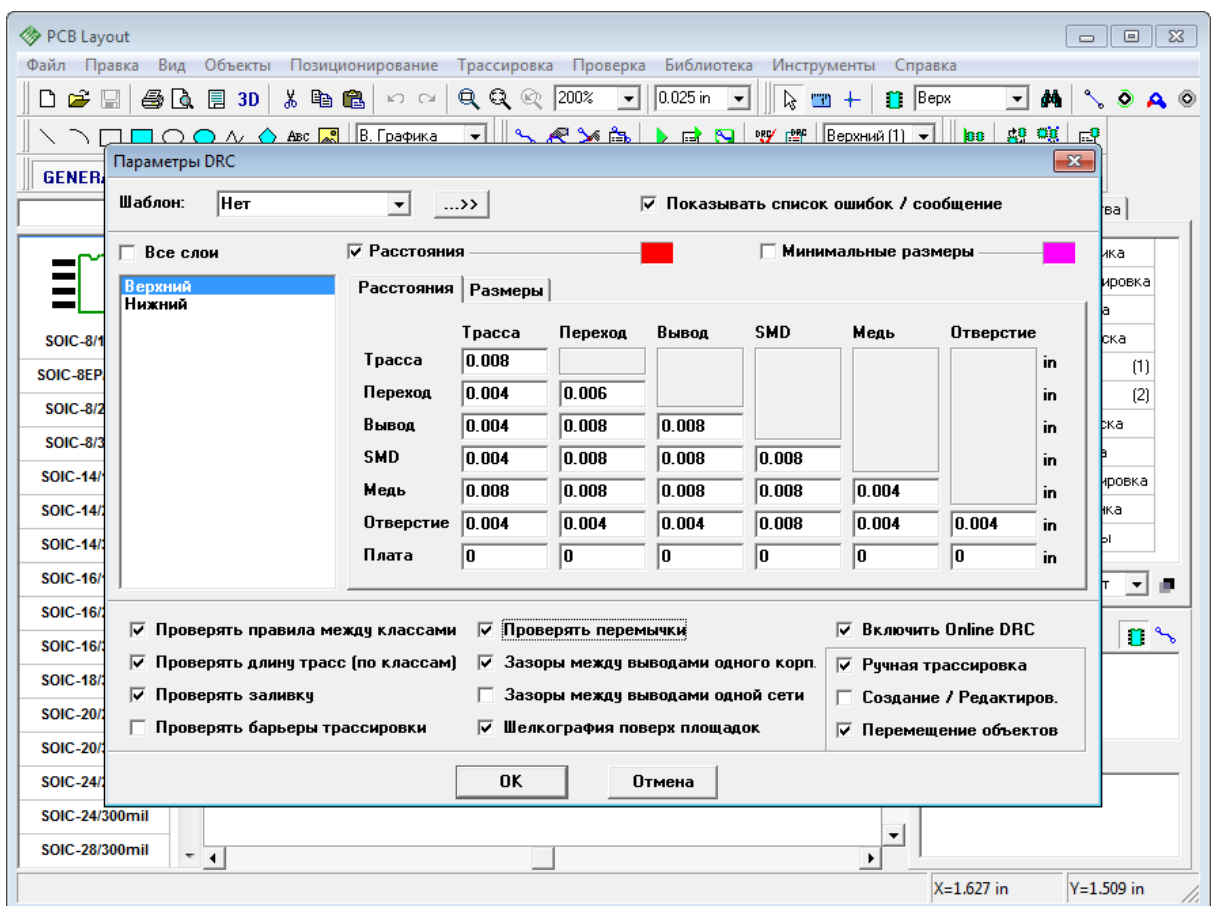 PCB Layout
Файл Правка Вид Объекты Позиционирование Трассировка Проверка Библиотека Инструменты Справка
3D 200% 0.025 in Верх
ABC В. Графика DRC DRC Верхний (1)
Параметры DRC
Шаблон: Нет ...>> Показывать список ошибок / сообщение
Все слои Расстояния Минимальные размеры
Верхний
Нижний
Расстояния Размеры
Трасса Переход Вывод SMD Медь Отверстие
Трасса 0.008 in
Переход 0.004 0.006 in
Вывод 0.004 0.008 0.008 in
SMD 0.004 0.008 0.008 0.008 in
Медь 0.008 0.008 0.008 0.008 0.004 in
Отверстие 0.004 0.004 0.004 0.008 0.004 0.004 in
Плата 0 0 0 0 0 0 in
Проверять правила между классами Проверять перемычки Включить Online DRC
Проверять длину трасс (по классам) Зазоры между выводами одного корп. Ручная трассировка
Проверять заливку Зазоры между выводами одной сети Создание / Редактиров.
Проверять барьеры трассировки Шелкография поверх площадок Перемещение объектов
OK Отмена
(1)
(2)
SOIC-24/300mil
SOIC-28/300mil
X=1.627 in Y=1.509 in